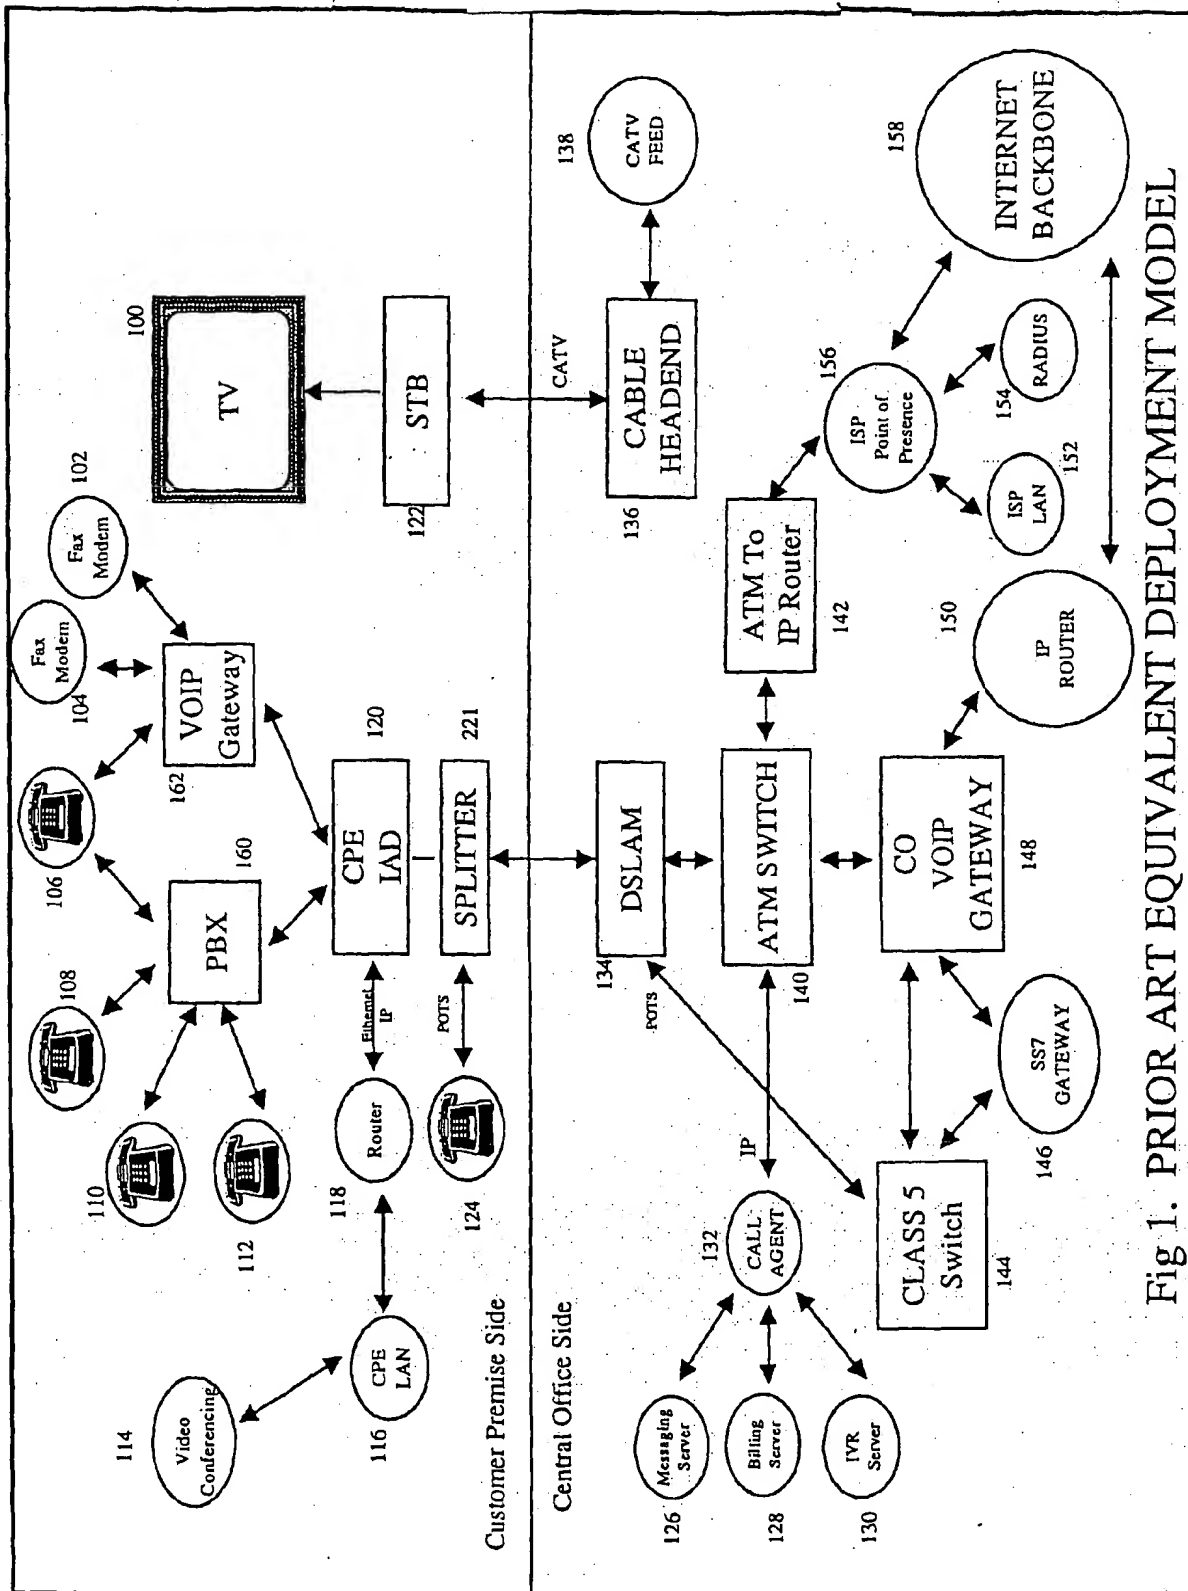 114
Video
Conferencing
110
108
106
104
102
100
Fax
Modem
Fax
Modem
TV
112
PBX
160
162
VOIP
Gateway
116
CPE
LAN
118
Router
Ethernet
IP
CPE
IAD
120
122
STB
124
POTS
SPLITTER
221
Customer Premise Side
Central Office Side
CATV
138
CATV
FEED
126
Messaging
Server
128
Billing
Server
130
IVR
Server
132
CALL
AGENT
IP
POTS
134
DSLAM
136
CABLE
HEADEND
140
ATM SWITCH
ATM To
IP Router
142
156
ISP
Point of
Presence
158
INTERNET
BACKBONE
CLASS 5
Switch
144
CO
VOIP
GATEWAY
148
150
IP
ROUTER
152
ISP
LAN
154
RADIUS
146
SS7
GATEWAY
Fig 1. PRIOR ART EQUIVALENT DEPLOYMENT MODEL